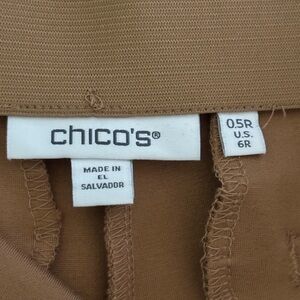 chico's®
0.5R
U.S.
6R
MADE IN
EL
SALVADOR